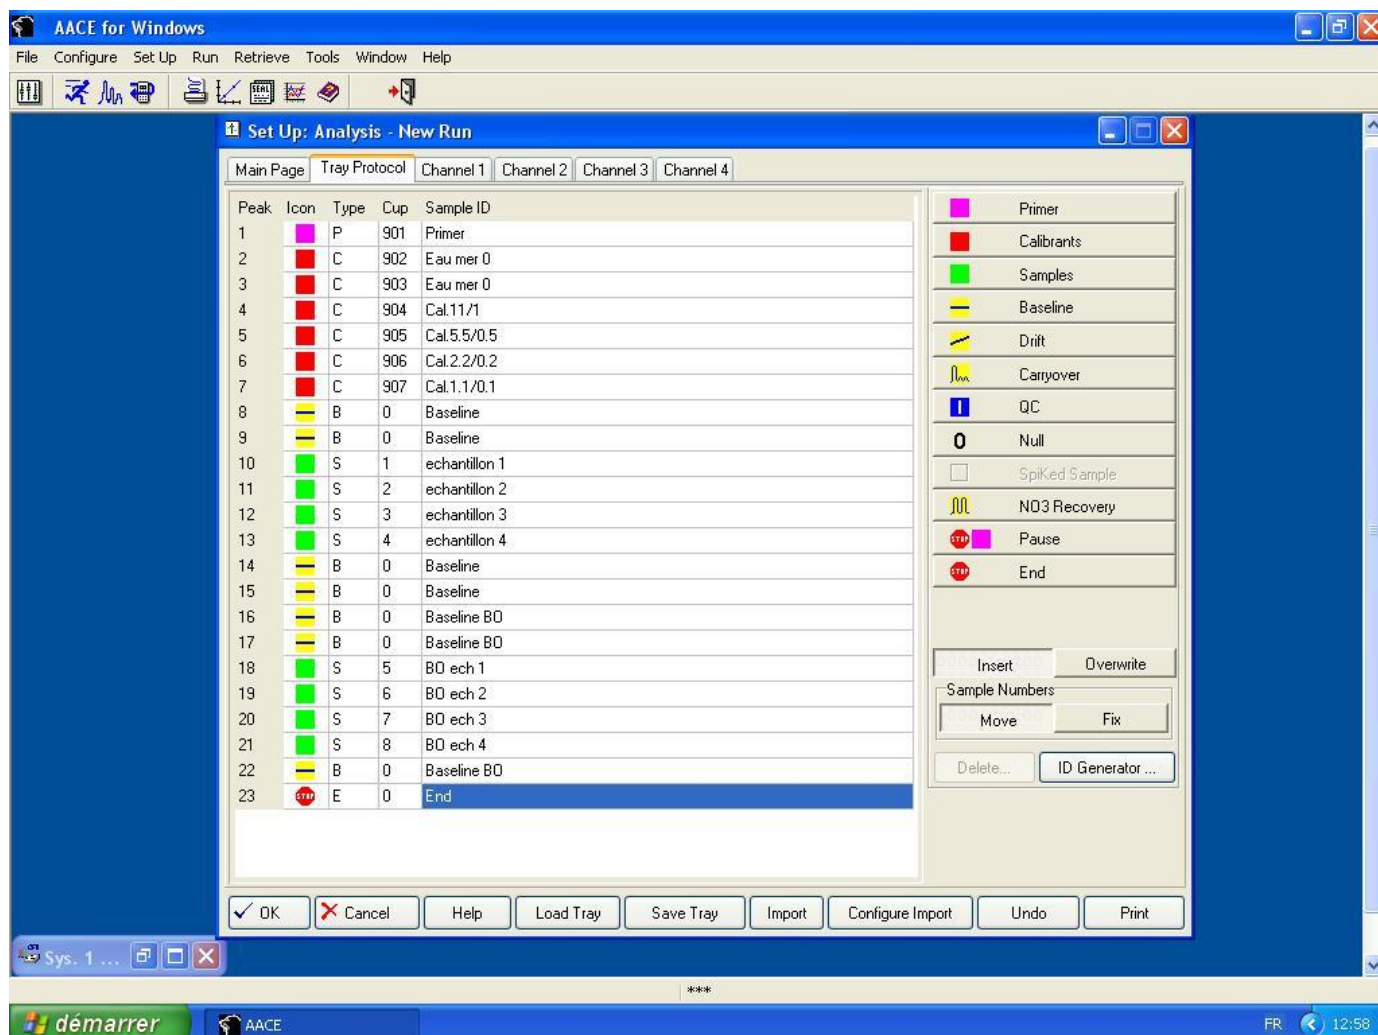 AACE for Windows
File Configure Set Up Run Retrieve Tools Window Help
SEAL
Set Up: Analysis - New Run
Main Page Tray Protocol Channel 1 Channel 2 Channel 3 Channel 4
Peak Icon Type Cup Sample ID
1 P 901 Primer
2 C 902 Eau mer 0
3 C 903 Eau mer 0
4 C 904 Cal.11/1
5 C 905 Cal.5.5/0.5
6 C 906 Cal.2.2/0.2
7 C 907 Cal.1.1/0.1
8 B 0 Baseline
9 B 0 Baseline
10 S 1 echantillon 1
11 S 2 echantillon 2
12 S 3 echantillon 3
13 S 4 echantillon 4
14 B 0 Baseline
15 B 0 Baseline
16 B 0 Baseline BO
17 B 0 Baseline BO
18 S 5 BO ech 1
19 S 6 BO ech 2
20 S 7 BO ech 3
21 S 8 BO ech 4
22 B 0 Baseline BO
23 STOP E 0 End
Primer
Calibrants
Samples
Baseline
Drift
Carryover
QC
0 Null
SpiKed Sample
NO3 Recovery
STOP Pause
STOP End
Insert Overwrite
Sample Numbers
Move Fix
Delete... ID Generator ...
OK Cancel Help Load Tray Save Tray Import Configure Import Undo Print
Sys. 1 ...
***
démarrer AACE FR 12:58